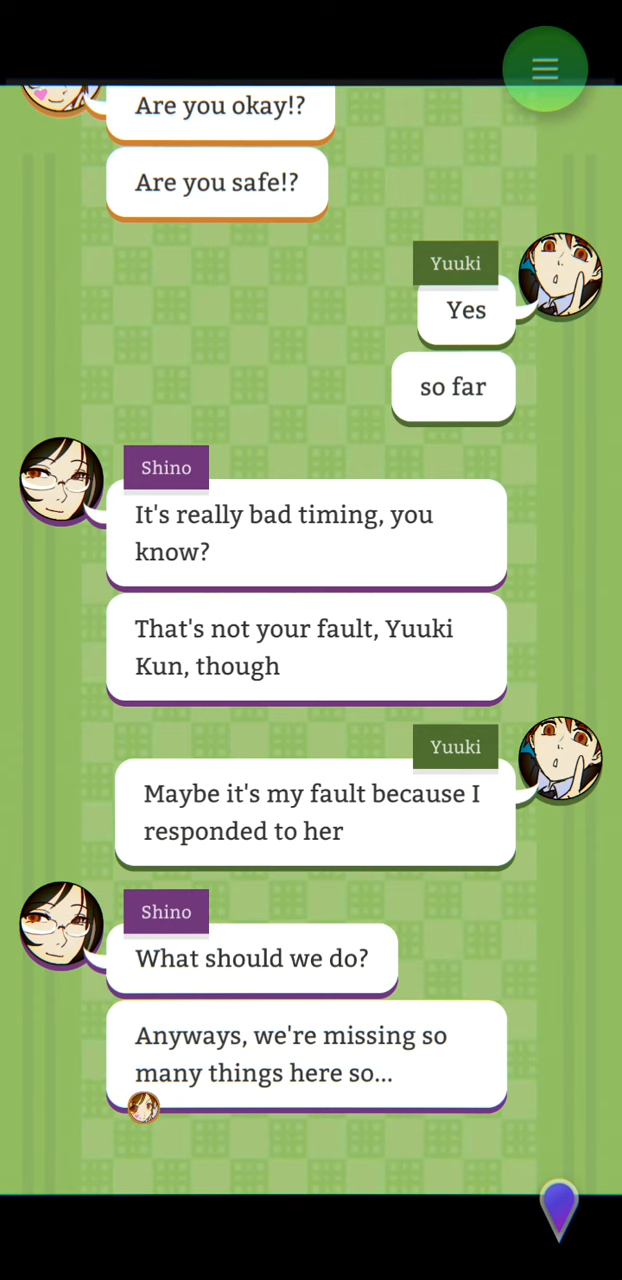 Are you okay!?
Are you safe!?
Yuuki
Yes
so far
Shino
It's really bad timing, you
know?
That's not your fault, Yuuki
Kun, though
Yuuki
Maybe it's my fault because I
responded to her
Shino
What should we do?
Anyways, we're missing so
many things here so...